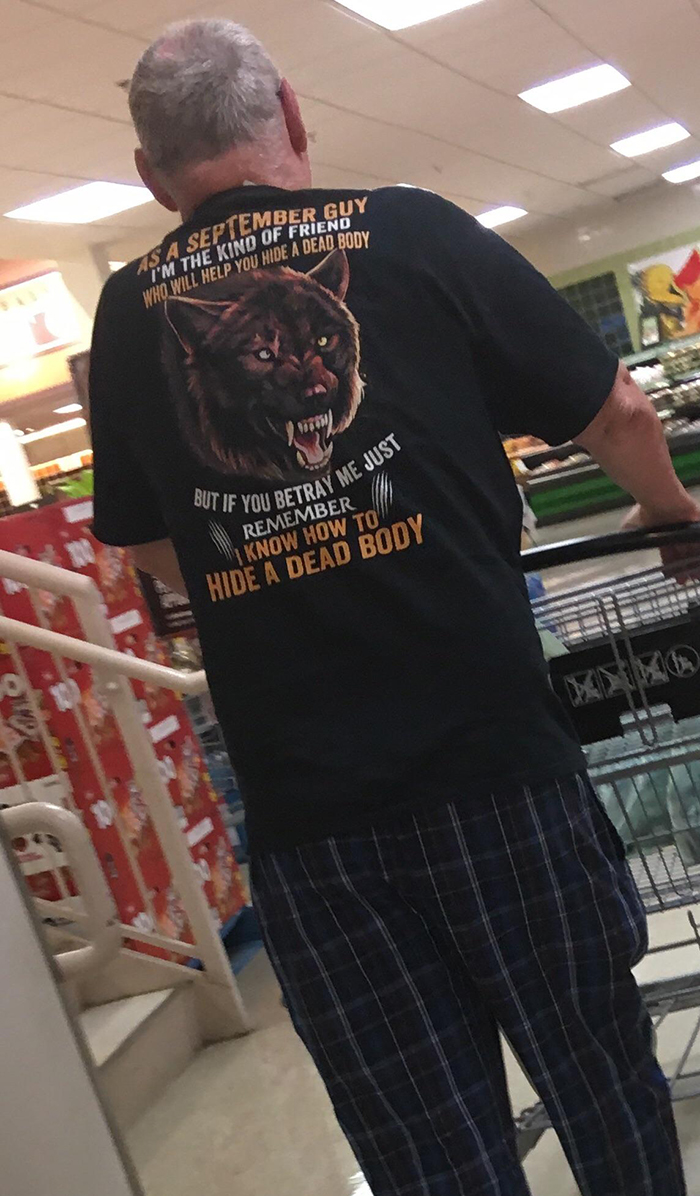 AS A SEPTEMBER GUY
I'M THE KIND OF FRIEND
WHO WILL HELP YOU HIDE A DEAD BODY
BUT IF YOU BETRAY ME JUST
REMEMBER
I KNOW HOW TO
HIDE A DEAD BODY